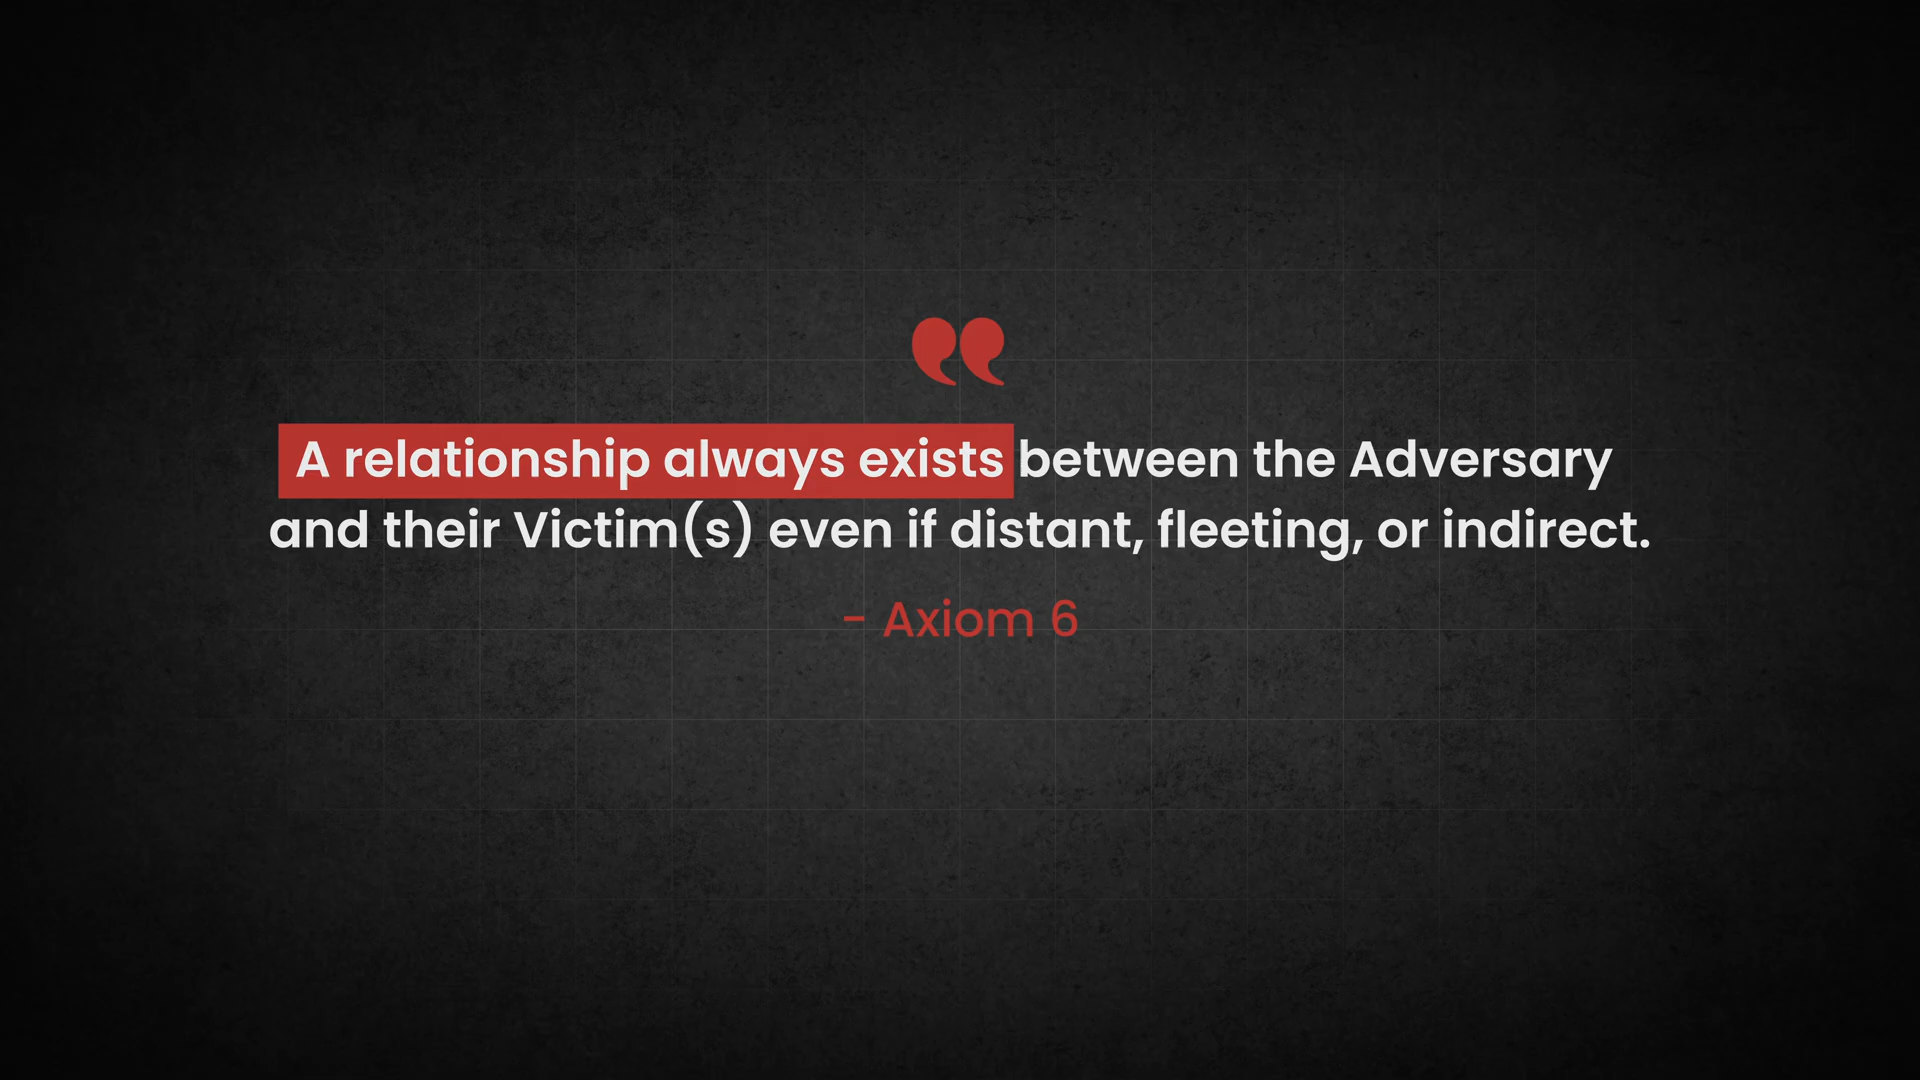 ❝
A relationship always exists between the Adversary
and their Victim(s) even if distant, fleeting, or indirect.
- Axiom 6